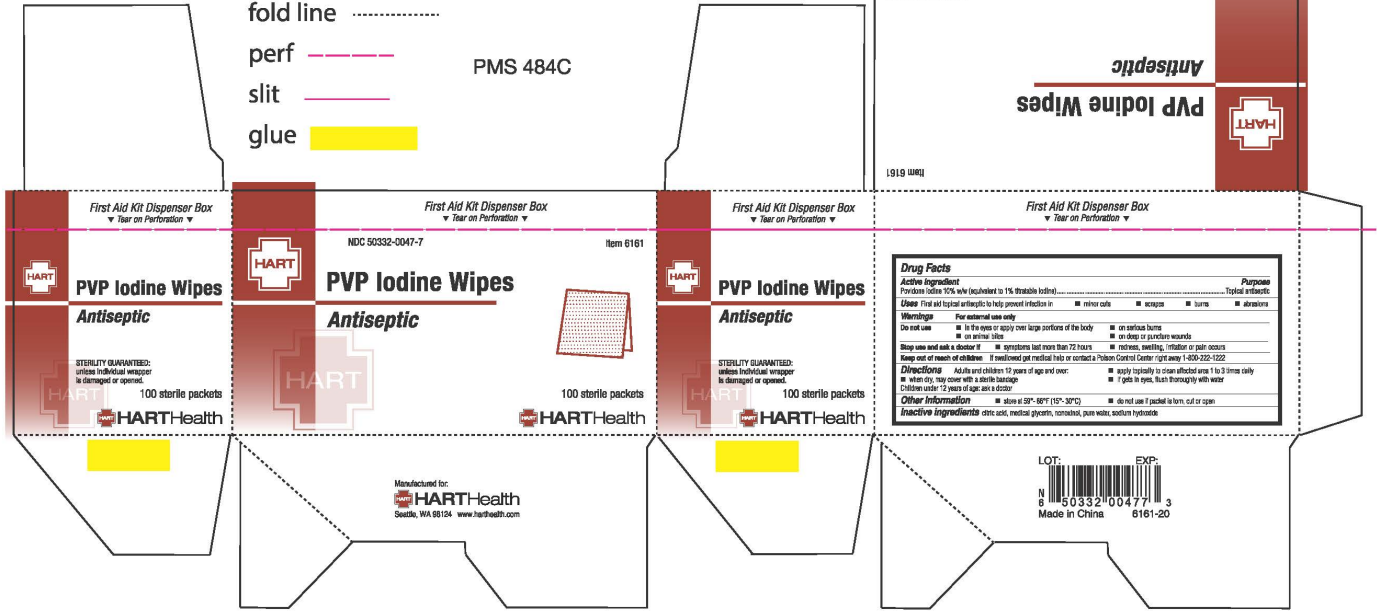 fold line
perf
slit
glue
PMS 484C
PVP Iodine Wipes
Antiseptic
HART
Item 6161
First Aid Kit Dispenser Box
▼ Tear on Perforation ▼
HART
PVP Iodine Wipes
Antiseptic
STERILITY GUARANTEED:
unless individual wrapper
is damaged or opened.
100 sterile packets
HART HARTHealth
HART
First Aid Kit Dispenser Box
▼ Tear on Perforation ▼
NDC 50332-0047-7 Item 6161
HART
PVP Iodine Wipes
Antiseptic
100 sterile packets
HART HARTHealth
HART
First Aid Kit Dispenser Box
▼ Tear on Perforation ▼
HART
PVP Iodine Wipes
Antiseptic
STERILITY GUARANTEED:
unless individual wrapper
is damaged or opened.
100 sterile packets
HART HARTHealth
HART
First Aid Kit Dispenser Box
▼ Tear on Perforation ▼
Drug Facts
Active ingredient Purpose
Povidone Iodine 10% w/w (equivalent to 1% titratable iodine) Topical antiseptic
Uses First aid topical antiseptic to help prevent infection in ■ minor cuts ■ scrapes ■ burns ■ abrasions
Warnings For external use only
Do not use ■ in the eyes or apply over large portions of the body ■ on serious burns
■ on animal bites ■ on deep or puncture wounds
Stop use and ask a doctor if ■ symptoms last more than 72 hours ■ redness, swelling, irritation or pain occurs
Keep out of reach of children If swallowed get medical help or contact a Poison Control Center right away 1-800-222-1222
Directions Adults and children 12 years of age and over: ■ apply topically to clean affected area 1 to 3 times daily
■ when dry, may cover with a sterile bandage ■ if gets in eyes, flush thoroughly with water
Children under 12 years of age: ask a doctor
Other information ■ store at 59°- 86°F (15°- 30°C) ■ do not use if packet is torn, cut or open
Inactive ingredients citric acid, medical glycerin, nonoxinol, pure water, sodium hydroxide
Manufactured for:
HART HARTHealth
Seattle, WA 98124 www.harthealth.com
LOT: EXP:
N
6 50332 00477 3
Made in China 6161-20